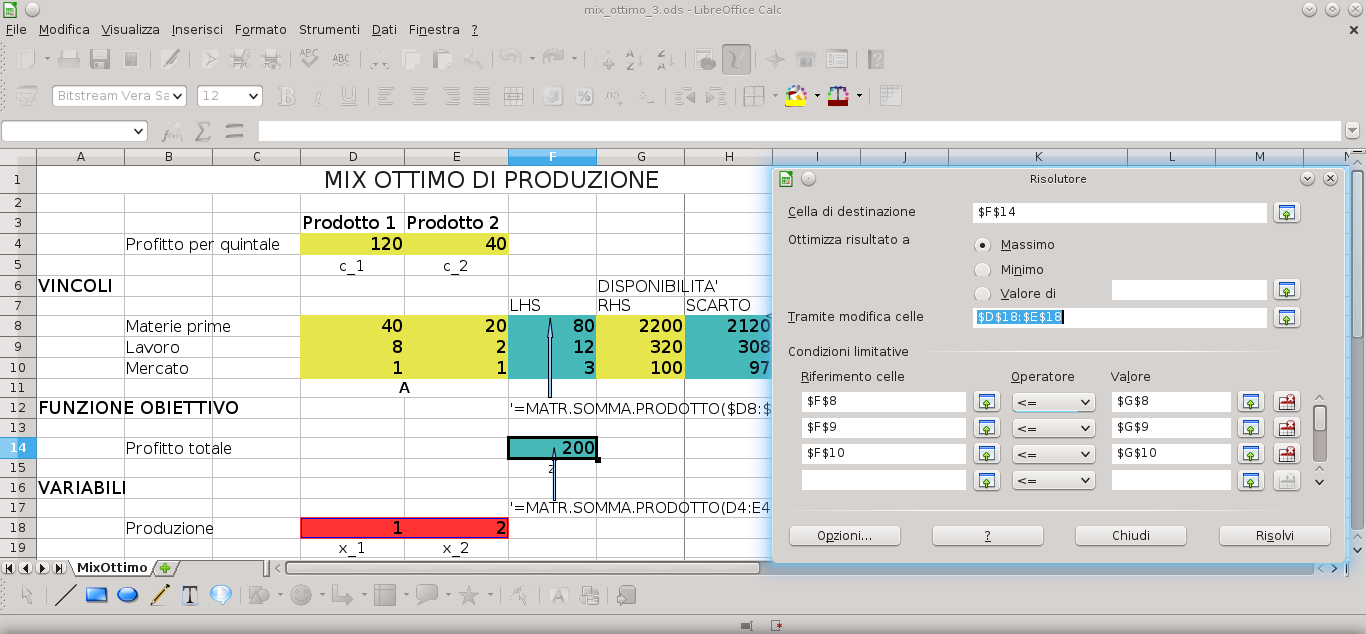 mix_ottimo_3.ods - LibreOffice Calc
File Modifica Visualizza Inserisci Formato Strumenti Dati Finestra ?
Bitstream Vera Sa 12
A B C D E F G H I J K L M
1 MIX OTTIMO DI PRODUZIONE
2
3 Prodotto 1 Prodotto 2
4 Profitto per quintale 120 40
5 c_1 c_2
6 VINCOLI DISPONIBILITA'
7 LHS RHS SCARTO
8 Materie prime 40 20 80 2200 2120
9 Lavoro 8 2 12 320 308
10 Mercato 1 1 3 100 97
11 A
12 FUNZIONE OBIETTIVO '=MATR.SOMMA.PRODOTTO($D8:$
13
14 Profitto totale 200
15
16 VARIABILI
17 '=MATR.SOMMA.PRODOTTO(D4:E4
18 Produzione 1 2
19 x_1 x_2
MixOttimo
Risolutore
Cella di destinazione $F$14
Ottimizza risultato a Massimo
Minimo
Valore di
Tramite modifica celle $D$18:$E$18
Condizioni limitative
Riferimento celle Operatore Valore
$F$8 <= $G$8
$F$9 <= $G$9
$F$10 <= $G$10
<=
Opzioni... ? Chiudi Risolvi